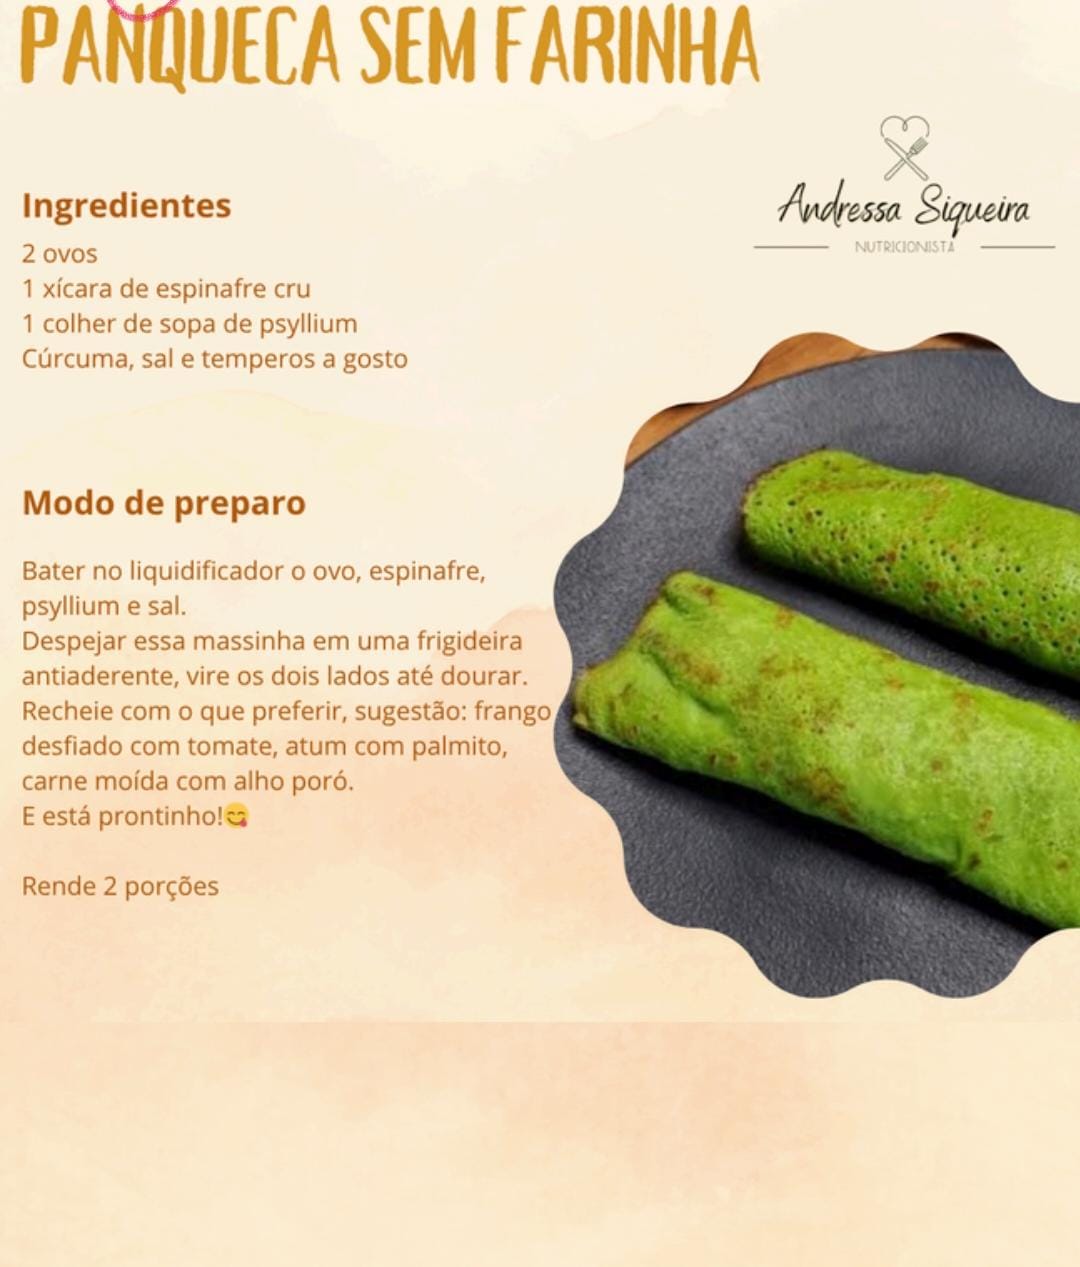 PANQUECA SEM FARINHA
Andressa Siqueira
NUTRICIONISTA
Ingredientes
2 ovos
1 xícara de espinafre cru
1 colher de sopa de psyllium
Cúrcuma, sal e temperos a gosto
Modo de preparo
Bater no liquidificador o ovo, espinafre,
psyllium e sal.
Despejar essa massinha em uma frigideira
antiaderente, vire os dois lados até dourar.
Recheie com o que preferir, sugestão: frango
desfiado com tomate, atum com palmito,
carne moída com alho poró.
E está prontinho!😋
Rende 2 porções